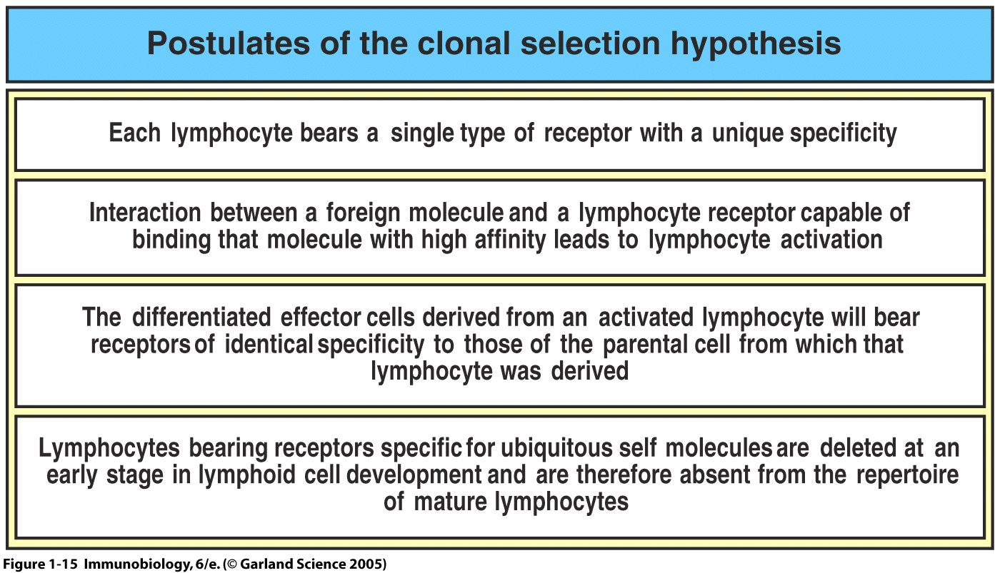 Postulates of the clonal selection hypothesis
Each lymphocyte bears a single type of receptor with a unique specificity
Interaction between a foreign molecule and a lymphocyte receptor capable of
binding that molecule with high affinity leads to lymphocyte activation
The differentiated effector cells derived from an activated lymphocyte will bear
receptors of identical specificity to those of the parental cell from which that
lymphocyte was derived
Lymphocytes bearing receptors specific for ubiquitous self molecules are deleted at an
early stage in lymphoid cell development and are therefore absent from the repertoire
of mature lymphocytes
Figure 1-15 Immunobiology, 6/e. (© Garland Science 2005)